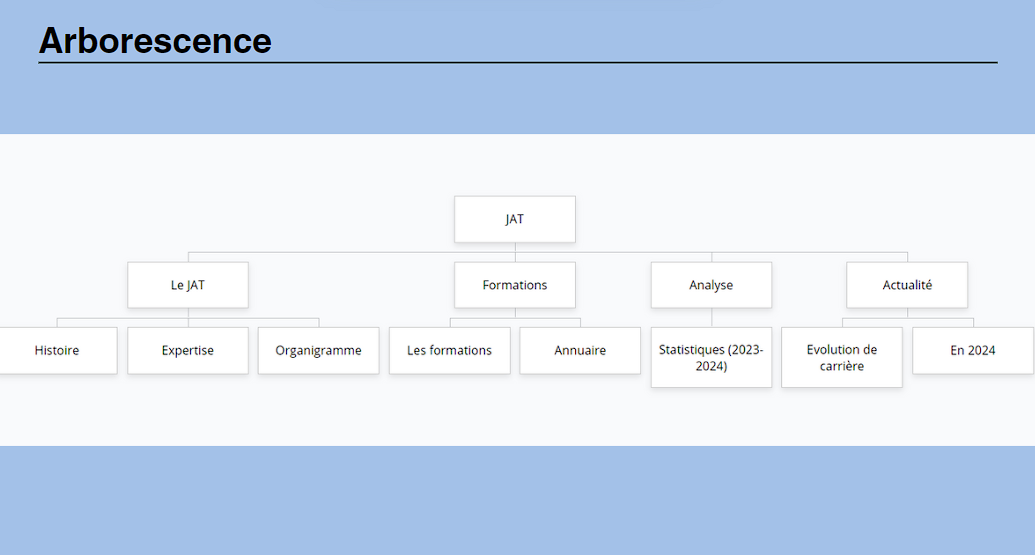 Arborescence
JAT
Le JAT
Formations
Analyse
Actualité
Histoire
Expertise
Organigramme
Les formations
Annuaire
Statistiques (2023-
2024)
Evolution de
carrière
En 2024